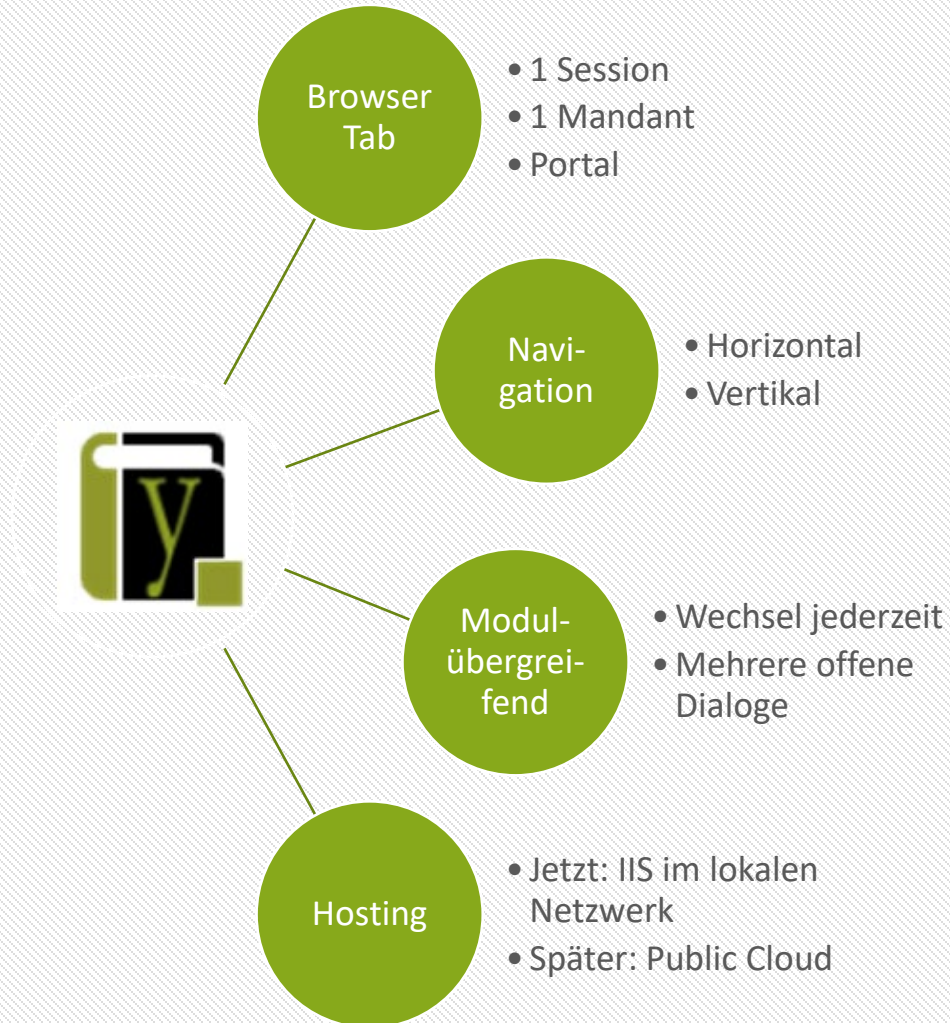 Browser
Tab
• 1 Session
• 1 Mandant
• Portal
Navi-
gation
• Horizontal
• Vertikal
y
Modul-
übergrei-
fend
• Wechsel jederzeit
• Mehrere offene
Dialoge
Hosting
• Jetzt: IIS im lokalen
Netzwerk
• Später: Public Cloud